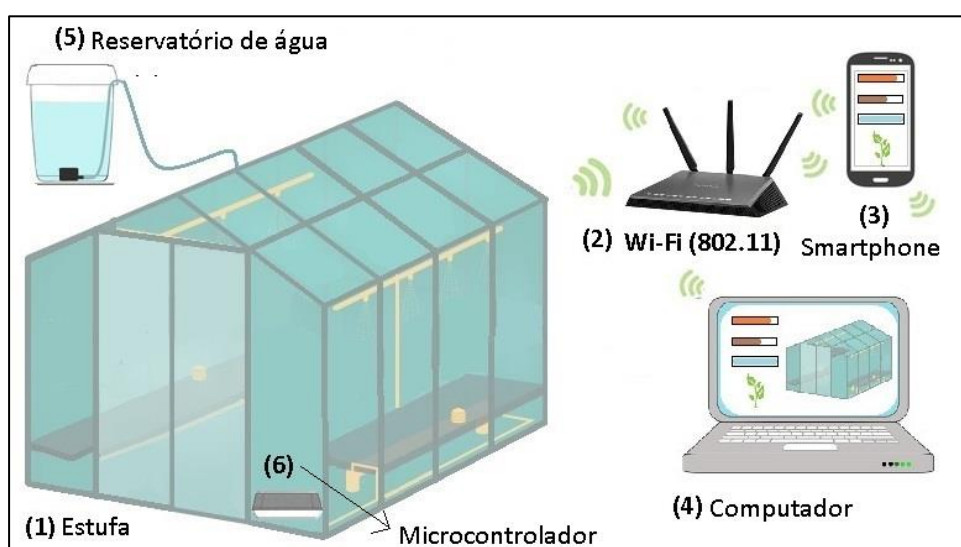 (5) Reservatório de água
(2) Wi-Fi (802.11)
(3)
Smartphone
(6)
(1) Estufa
Microcontrolador
(4) Computador